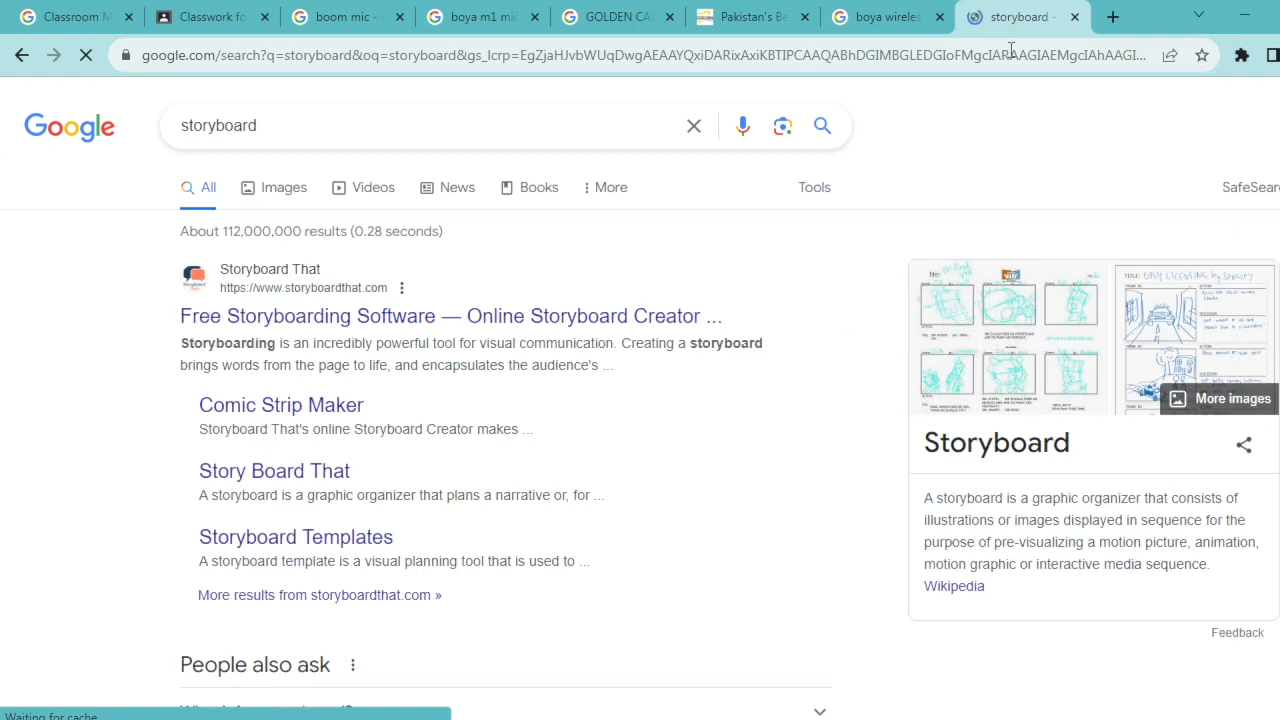 Classroom M
Classwork fo
boom mic -
boya m1 mic
GOLDEN CA
Pakistan's Be
boya wireles
storyboard -
google.com/search?q=storyboard&oq=storyboard&gs_lcrp=EgZjaHJvbWUqDwgAEAAYQxiDARixAxiKBTIPCAAQABhDGIMBGLEDGIoFMgcIARAAGIAEMgcIAhAAGI...
Google
storyboard
All
Images
Videos
News
Books
More
Tools
SafeSear
About 112,000,000 results (0.28 seconds)
Storyboard That
https://www.storyboardthat.com
Free Storyboarding Software — Online Storyboard Creator ...
Storyboarding is an incredibly powerful tool for visual communication. Creating a storyboard
brings words from the page to life, and encapsulates the audience's ...
Comic Strip Maker
Storyboard That's online Storyboard Creator makes ...
Story Board That
A storyboard is a graphic organizer that plans a narrative or, for ...
Storyboard Templates
A storyboard template is a visual planning tool that is used to ...
More results from storyboardthat.com »
People also ask
More images
Storyboard
A storyboard is a graphic organizer that consists of
illustrations or images displayed in sequence for the
purpose of pre-visualizing a motion picture, animation,
motion graphic or interactive media sequence.
Wikipedia
Feedback
Waiting for cache